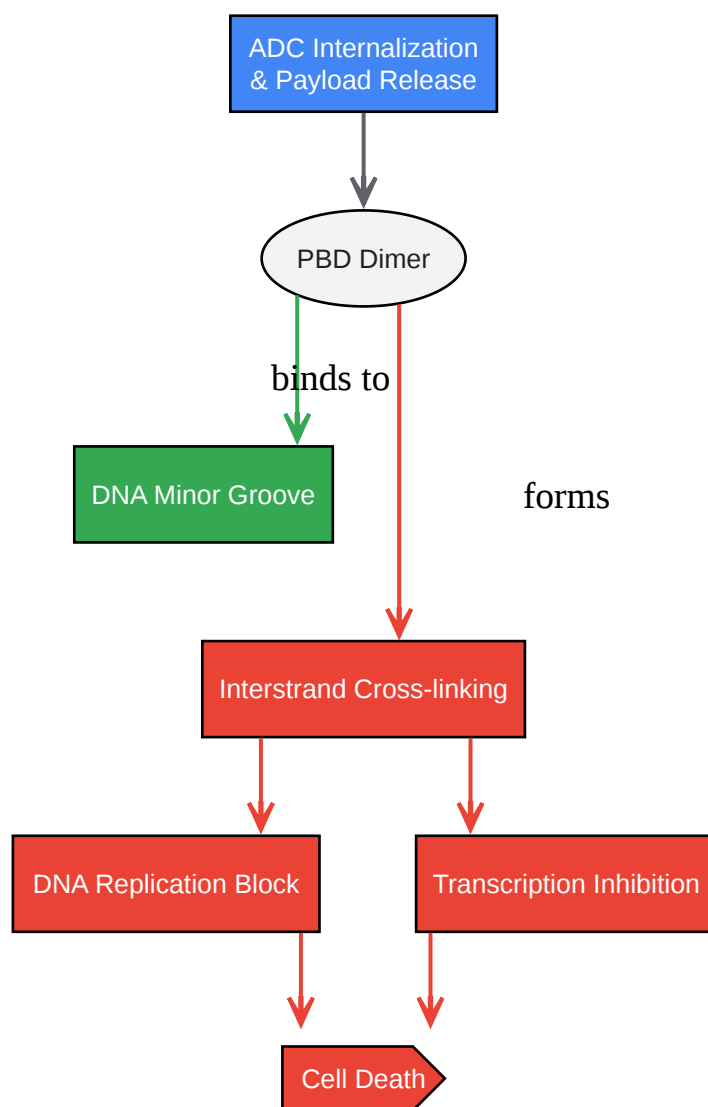 ADC Internalization
& Payload Release
PBD Dimer
binds to
DNA Minor Groove
forms
Interstrand Cross-linking
DNA Replication Block
Transcription Inhibition
Cell Death